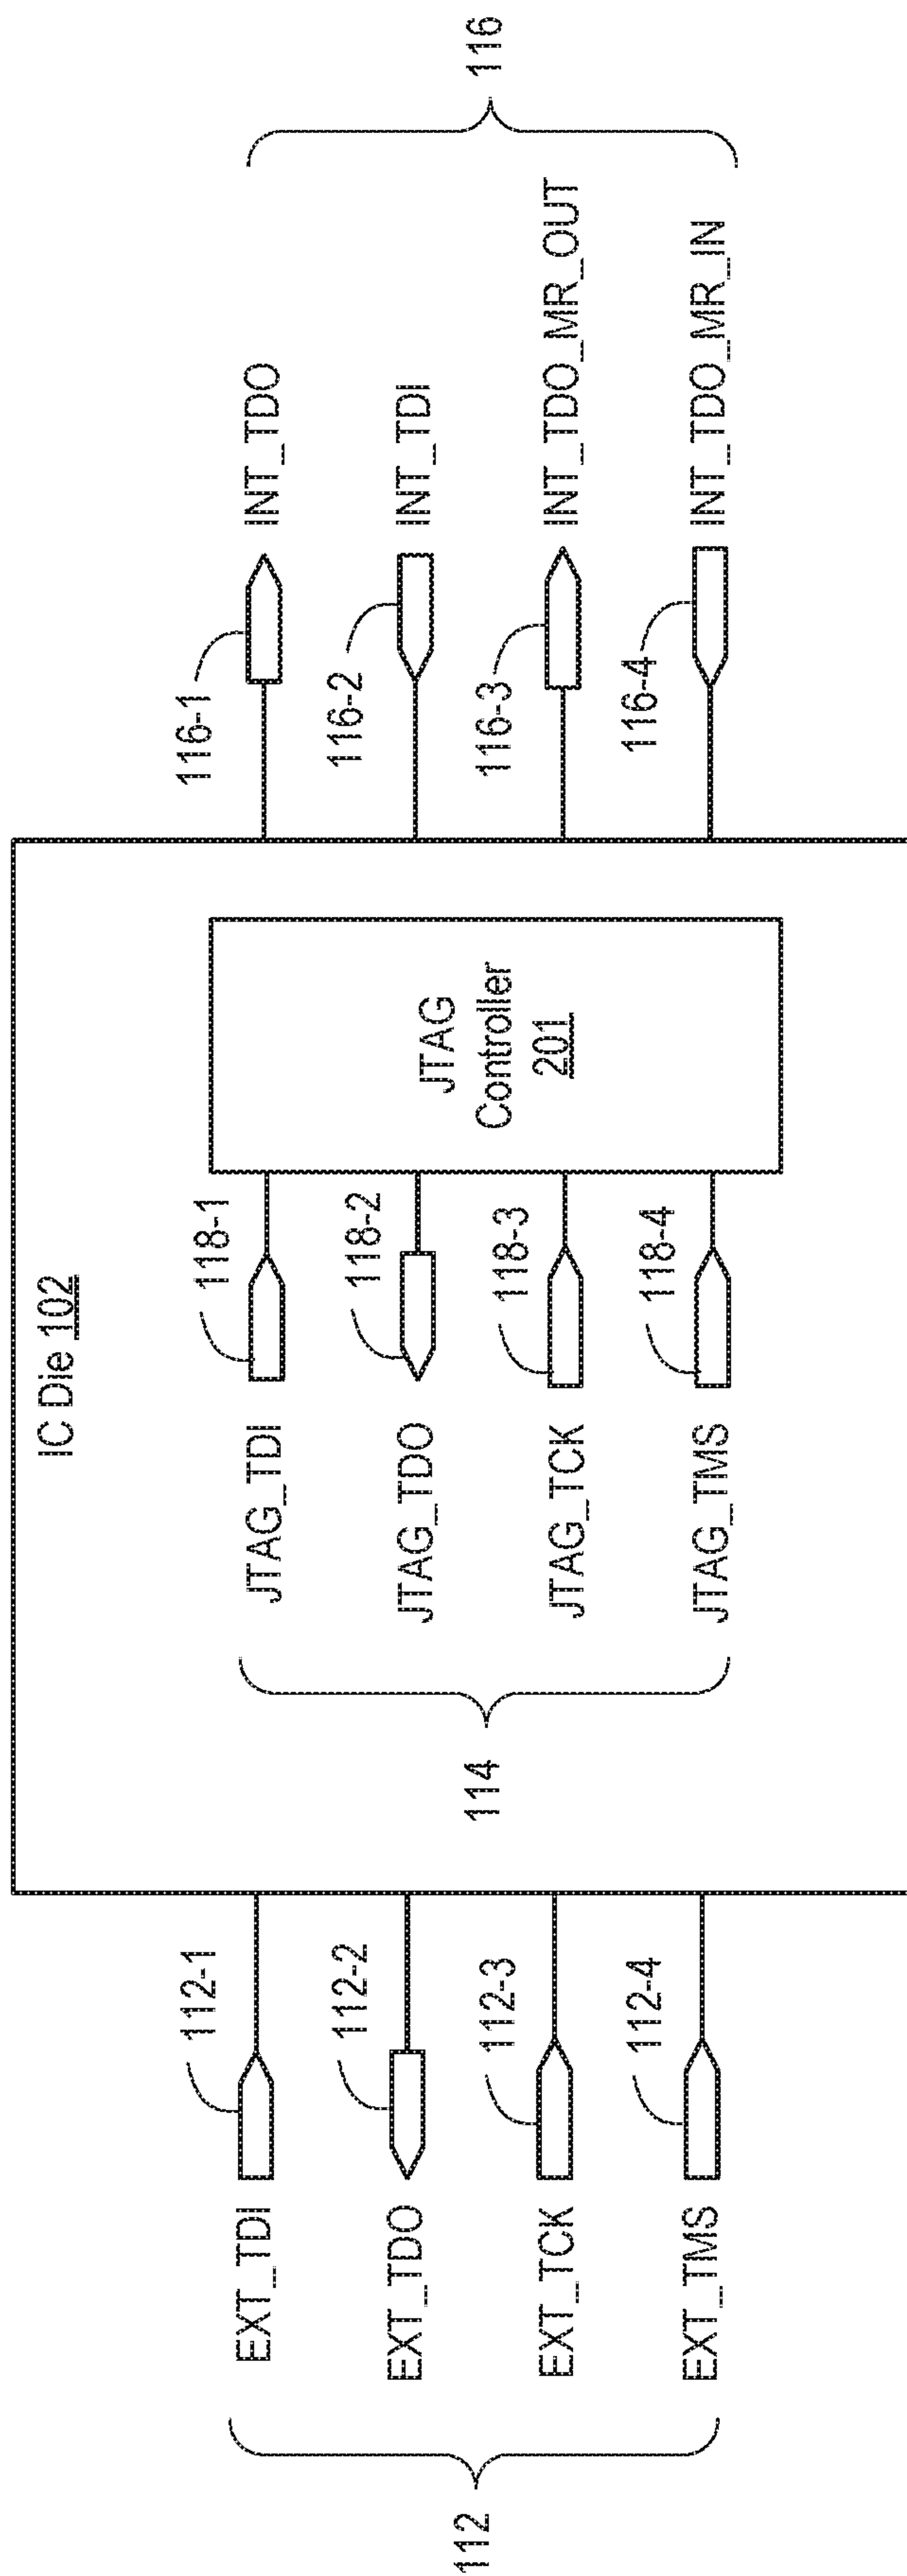 IC Die 102
112
EXT_TDI
112-1
EXT_TDO
112-2
EXT_TCK
112-3
EXT_TMS
112-4
114
JTAG_TDI
118-1
JTAG_TDO
118-2
JTAG_TCK
118-3
JTAG_TMS
118-4
JTAG
Controller
201
116-1
INT_TDO
116-2
INT_TDI
116-3
INT_TDO_MR_OUT
116-4
INT_TDO_MR_IN
116